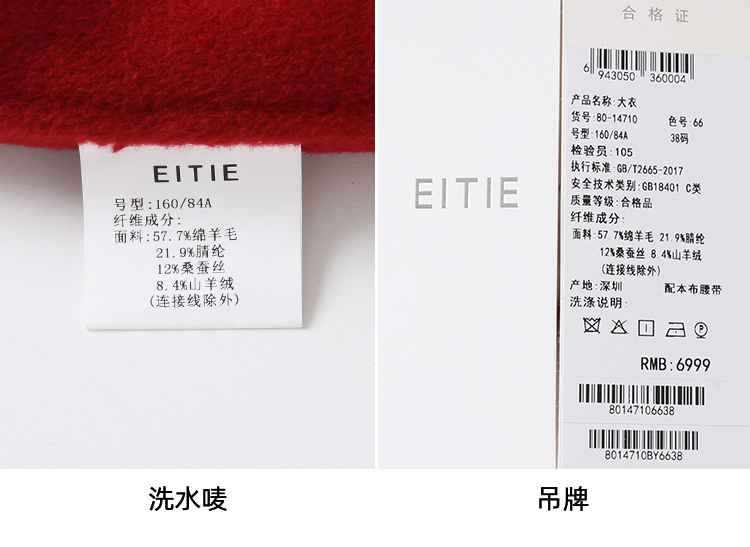 EITIE
号型:160/84A
纤维成分:
面料:57.7%绵羊毛
21.9%腈纶
12%桑蚕丝
8.4%山羊绒
(连接线除外)
洗水唛
EITIE
合格证
6 943050 360004
产品名称:大衣
货号:80-14710 色号:66
号型:160/84A 38码
检验员:105
执行标准:GB/T2665-2017
安全技术类别:GB18401 C类
质量等级:合格品
纤维成分:
面料:57.7%绵羊毛 21.9%腈纶
12%桑蚕丝 8.4%山羊绒
(连接线除外)
产地:深圳 配本布腰带
洗涤说明:
P
RMB:6999
80147106638
8014710BY6638
吊牌